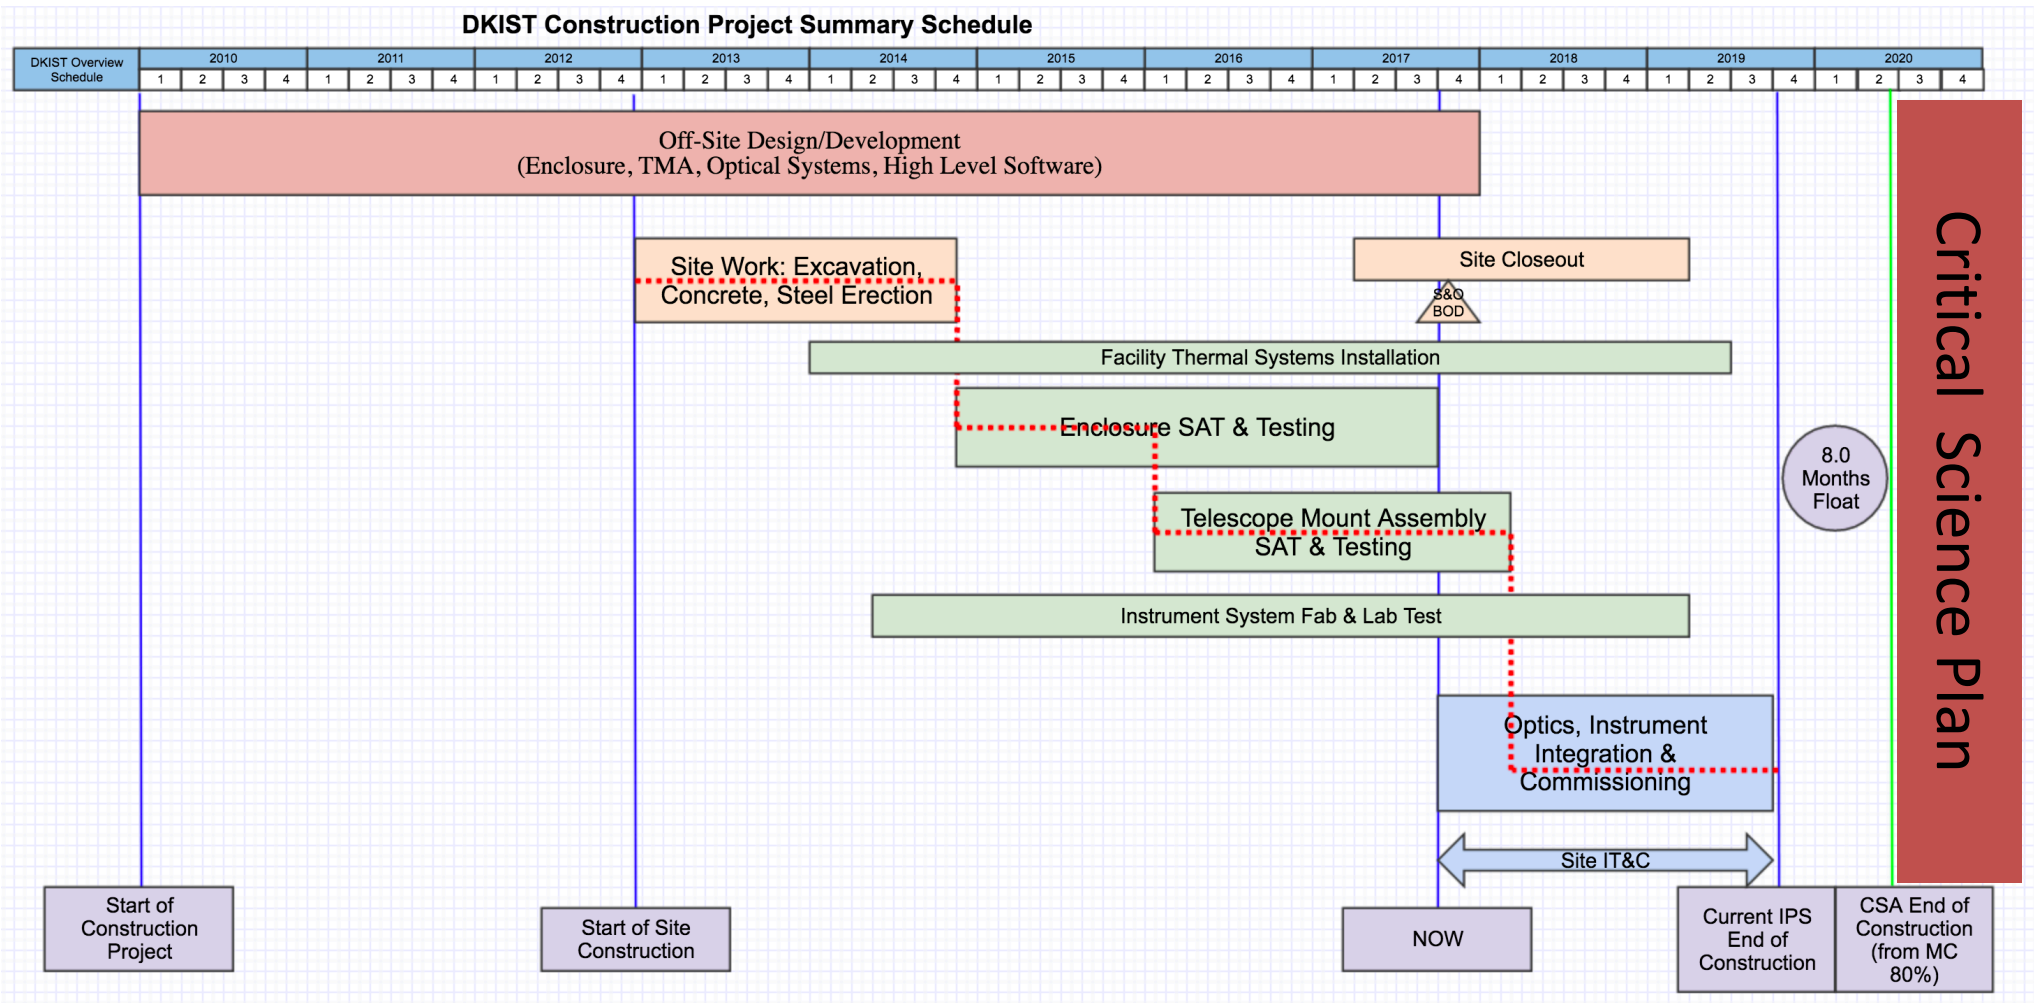 DKIST Construction Project Summary Schedule
DKIST Overview
Schedule
2010 2011 2012 2013 2014 2015 2016 2017 2018 2019 2020
1 2 3 4 1 2 3 4 1 2 3 4 1 2 3 4 1 2 3 4 1 2 3 4 1 2 3 4 1 2 3 4 1 2 3 4 1 2 3 4 1 2 3 4
Off-Site Design/Development
(Enclosure, TMA, Optical Systems, High Level Software)
Site Work: Excavation,
Concrete, Steel Erection
Site Closeout
S&O
BOD
Facility Thermal Systems Installation
Enclosure SAT & Testing
8.0
Months
Float
Telescope Mount Assembly
SAT & Testing
Instrument System Fab & Lab Test
Optics, Instrument
Integration &
Commissioning
Site IT&C
Critical Science Plan
Start of
Construction
Project
Start of Site
Construction
NOW
Current IPS
End of
Construction
CSA End of
Construction
(from MC
80%)